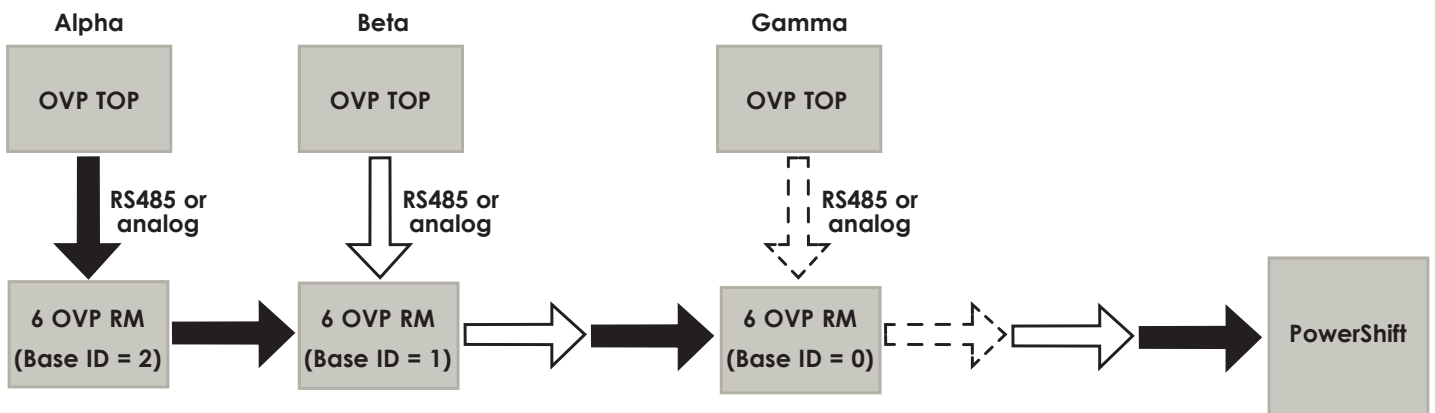 Alpha
Beta
Gamma
OVP TOP
OVP TOP
OVP TOP
RS485 or
analog
RS485 or
analog
RS485 or
analog
6 OVP RM
(Base ID = 2)
6 OVP RM
(Base ID = 1)
6 OVP RM
(Base ID = 0)
PowerShift